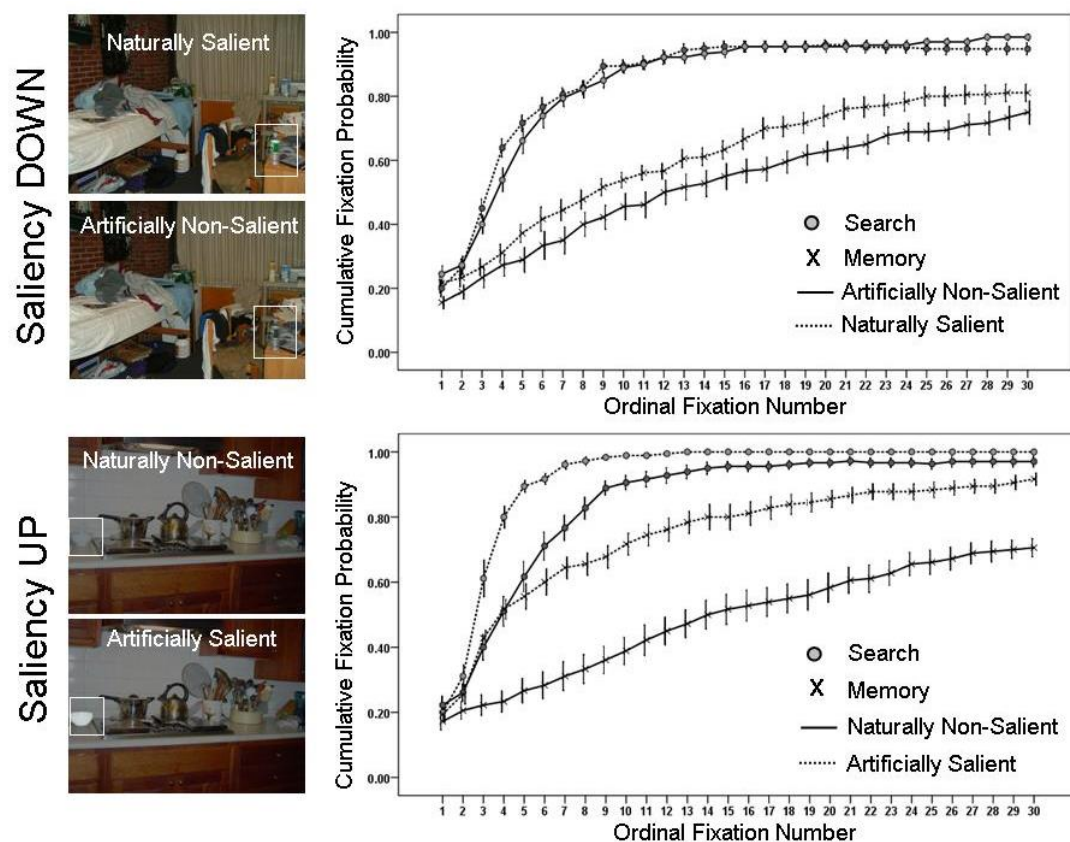 Saliency DOWN
Naturally Salient
Artificially Non-Salient
Cumulative Fixation Probability
1.00
0.80
0.60
0.40
0.20
0.00
Search
X Memory
Artificially Non-Salient
Naturally Salient
1 2 3 4 5 6 7 8 9 10 11 12 13 14 15 16 17 18 19 20 21 22 23 24 25 26 27 28 29 30
Ordinal Fixation Number
Saliency UP
Naturally Non-Salient
Artificially Salient
Cumulative Fixation Probability
1.00
0.80
0.60
0.40
0.20
0.00
Search
X Memory
Naturally Non-Salient
Artificially Salient
1 2 3 4 5 6 7 8 9 10 11 12 13 14 15 16 17 18 19 20 21 22 23 24 25 26 27 28 29 30
Ordinal Fixation Number